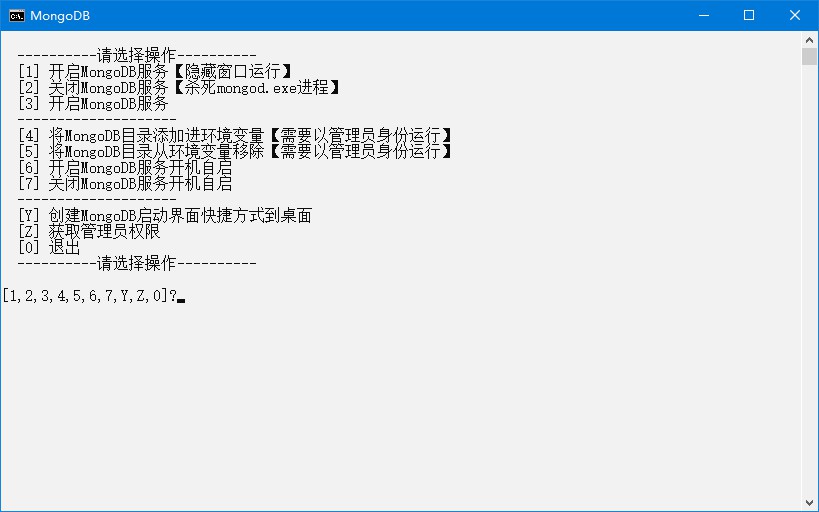 MongoDB
----------请选择操作----------
[1] 开启MongoDB服务【隐藏窗口运行】
[2] 关闭MongoDB服务【杀死mongod.exe进程】
[3] 开启MongoDB服务
--------------------
[4] 将MongoDB目录添加进环境变量【需要以管理员身份运行】
[5] 将MongoDB目录从环境变量移除【需要以管理员身份运行】
[6] 开启MongoDB服务开机自启
[7] 关闭MongoDB服务开机自启
--------------------
[Y] 创建MongoDB启动界面快捷方式到桌面
[Z] 获取管理员权限
[0] 退出
----------请选择操作----------
[1,2,3,4,5,6,7,Y,Z,0]?